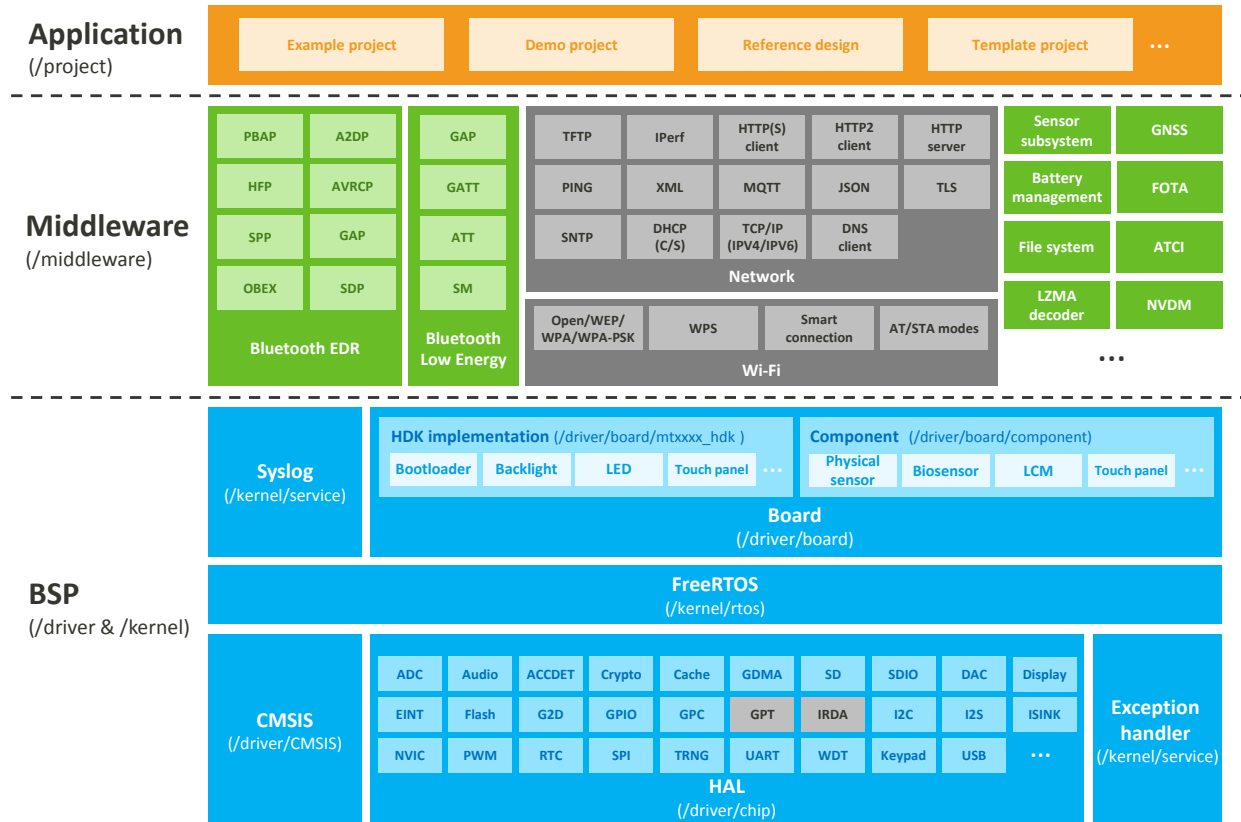 Application
(/project)
Example project
Demo project
Reference design
Template project
...
Middleware
(/middleware)
PBAP
A2DP
HFP
AVRCP
SPP
GAP
OBEX
SDP
Bluetooth EDR
GAP
GATT
ATT
SM
Bluetooth
Low Energy
TFTP
IPerf
HTTP(S)
client
HTTP2
client
HTTP
server
PING
XML
MQTT
JSON
TLS
SNTP
DHCP
(C/S)
TCP/IP
(IPV4/IPV6)
DNS
client
Network
Open/WEP/
WPA/WPA-PSK
WPS
Smart
connection
AT/STA modes
Wi-Fi
Sensor
subsystem
GNSS
Battery
management
FOTA
File system
ATCI
LZMA
decoder
NVDM
...
BSP
(/driver & /kernel)
Syslog
(/kernel/service)
HDK implementation (/driver/board/mtxxxx_hdk )
Bootloader
Backlight
LED
Touch panel
...
Component (/driver/board/component)
Physical
sensor
Biosensor
LCM
Touch panel
...
Board
(/driver/board)
FreeRTOS
(/kernel/rtos)
CMSIS
(/driver/CMSIS)
ADC
Audio
ACCDET
Crypto
Cache
GDMA
SD
SDIO
DAC
Display
EINT
Flash
G2D
GPIO
GPC
GPT
IRDA
I2C
I2S
ISINK
NVIC
PWM
RTC
SPI
TRNG
UART
WDT
Keypad
USB
...
HAL
(/driver/chip)
Exception
handler
(/kernel/service)